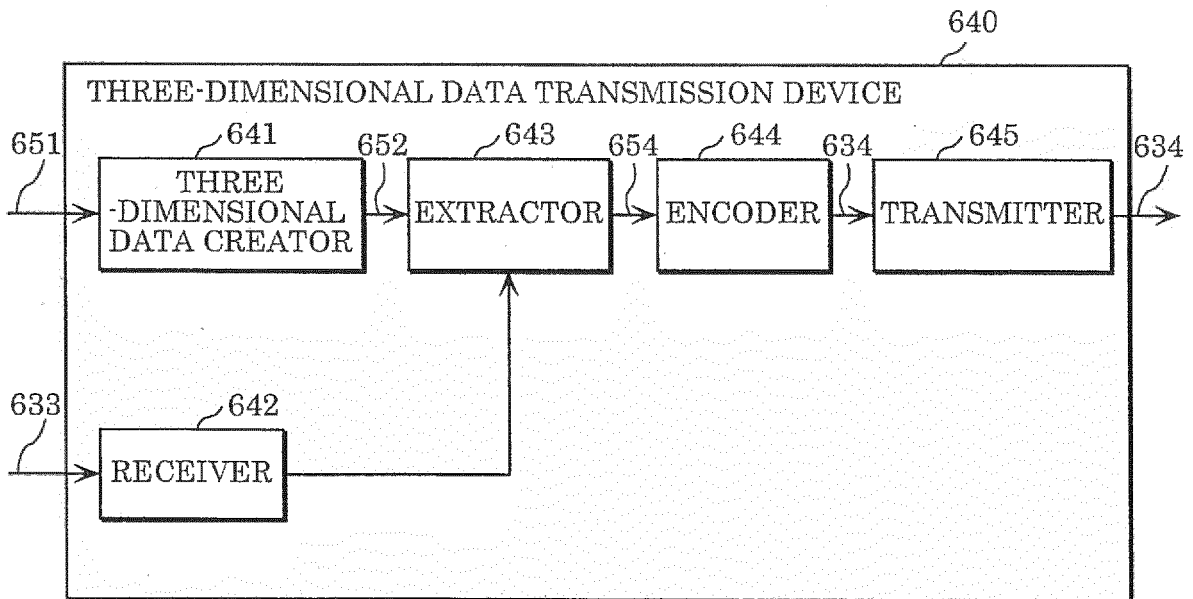 640
THREE-DIMENSIONAL DATA TRANSMISSION DEVICE
651
641
652
643
654
644
634
645
634
THREE
-DIMENSIONAL
DATA CREATOR
EXTRACTOR
ENCODER
TRANSMITTER
633
642
RECEIVER